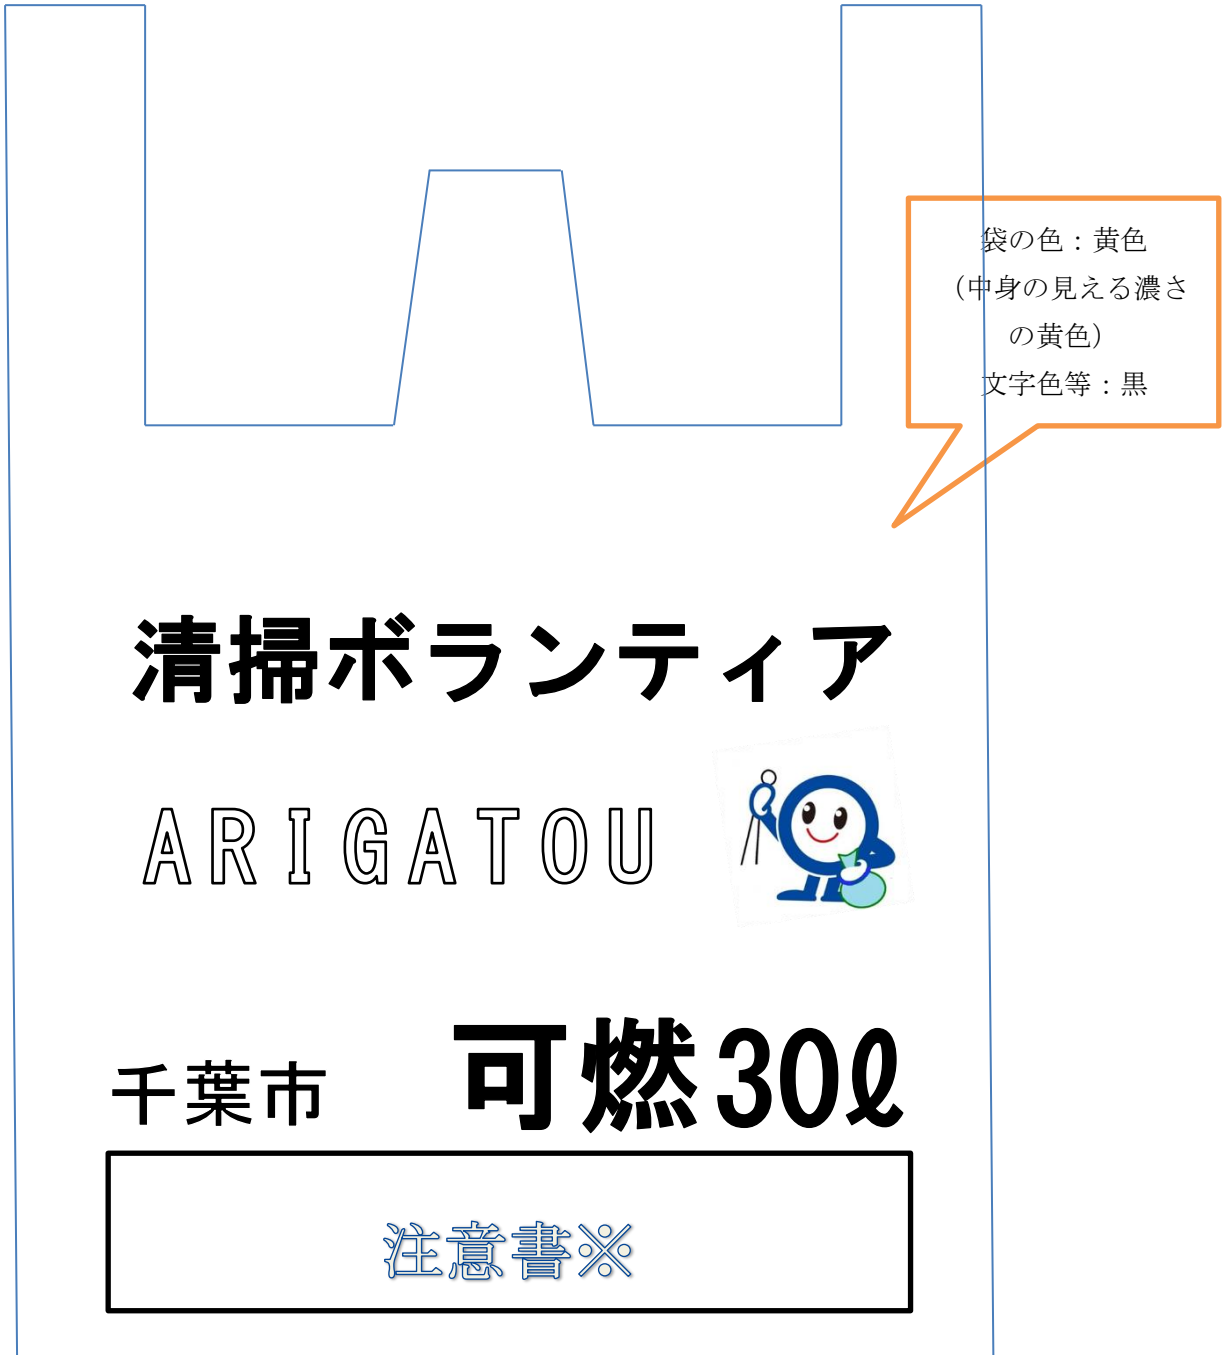 袋の色：黄色
（中身の見える濃さ
の黄色）
文字色等：黒
清掃ボランティア
ARIGATOU
千葉市　可燃30ℓ
注意書※